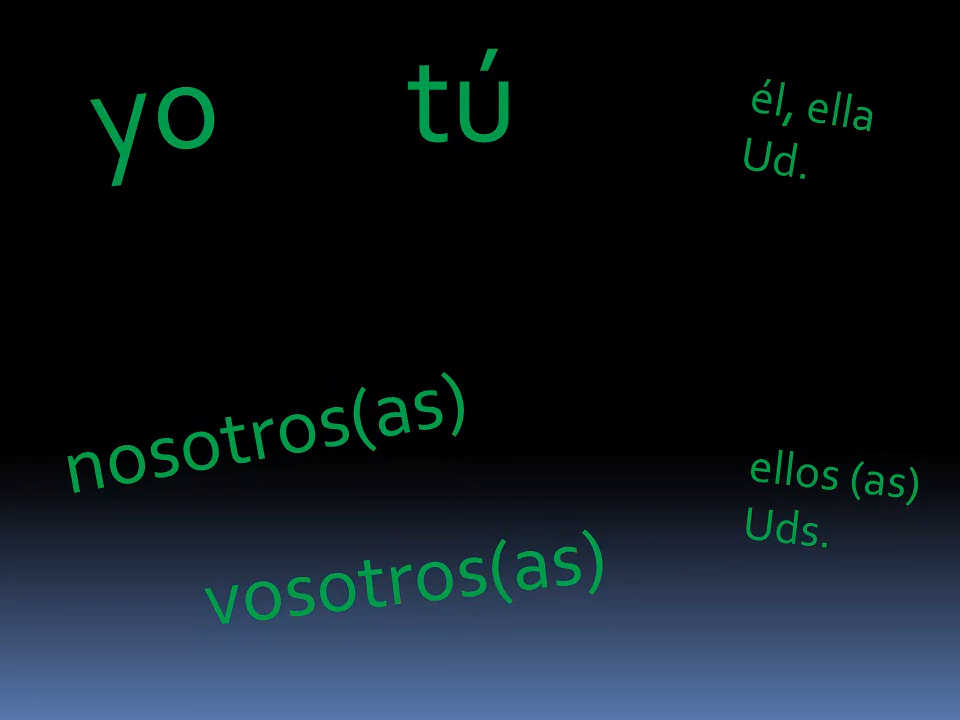 yo
tú
él, ella
Ud.
nosotros(as)
ellos (as)
Uds.
vosotros(as)